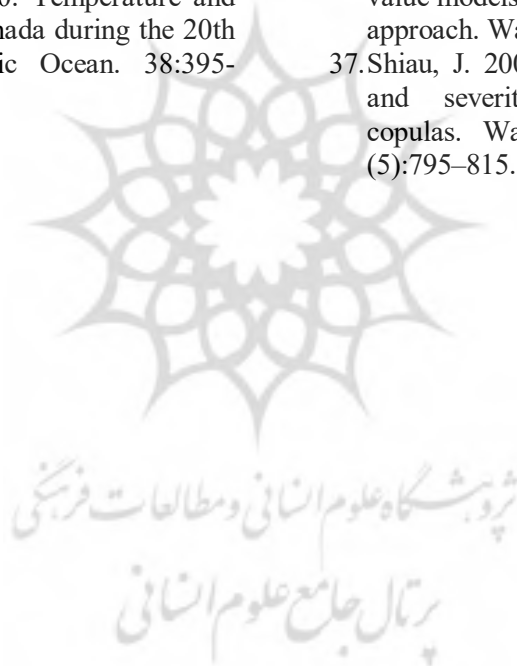 0. Temperature and
nada during the 20th
ic Ocean. 38:395-
value models
approach. Wa
37.Shiau, J. 200
and severit
copulas. Wa
(5):795–815.
پژوهشگاه علوم انسانی و مطالعات فرهنگی
پرتال جامع علوم انسانی